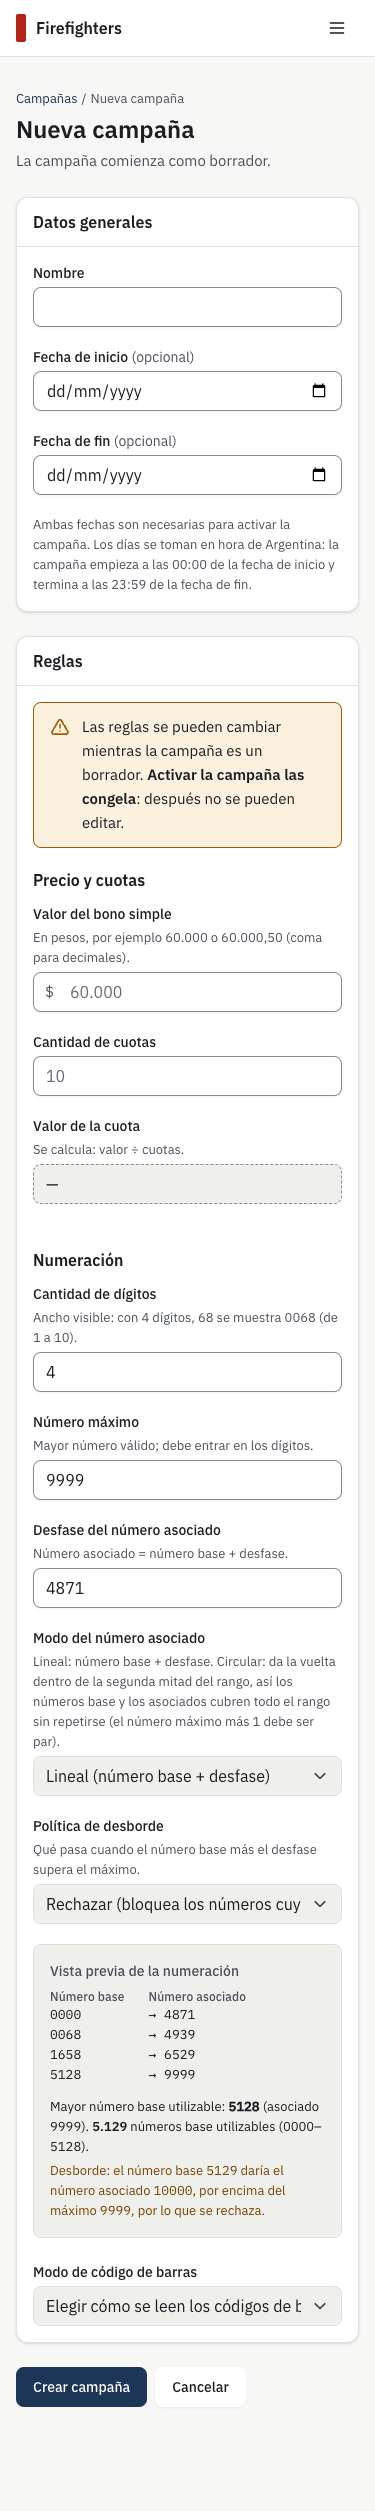 Firefighters
Campañas / Nueva campaña
Nueva campaña
La campaña comienza como borrador.
Datos generales
Nombre
Fecha de inicio (opcional)
dd/mm/yyyy
Fecha de fin (opcional)
dd/mm/yyyy
Ambas fechas son necesarias para activar la
campaña. Los días se toman en hora de Argentina: la
campaña empieza a las 00:00 de la fecha de inicio y
termina a las 23:59 de la fecha de fin.
Reglas
Las reglas se pueden cambiar
mientras la campaña es un
borrador. Activar la campaña las
congela: después no se pueden
editar.
Precio y cuotas
Valor del bono simple
En pesos, por ejemplo 60.000 o 60.000,50 (coma
para decimales).
$ 60.000
Cantidad de cuotas
10
Valor de la cuota
Se calcula: valor ÷ cuotas.
—
Numeración
Cantidad de dígitos
Ancho visible: con 4 dígitos, 68 se muestra 0068 (de
1 a 10).
4
Número máximo
Mayor número válido; debe entrar en los dígitos.
9999
Desfase del número asociado
Número asociado = número base + desfase.
4871
Modo del número asociado
Lineal: número base + desfase. Circular: da la vuelta
dentro de la segunda mitad del rango, así los
números base y los asociados cubren todo el rango
sin repetirse (el número máximo más 1 debe ser
par).
Lineal (número base + desfase)
Política de desborde
Qué pasa cuando el número base más el desfase
supera el máximo.
Rechazar (bloquea los números cuy
Vista previa de la numeración
Número base Número asociado
0000 → 4871
0068 → 4939
1658 → 6529
5128 → 9999
Mayor número base utilizable: 5128 (asociado
9999). 5.129 números base utilizables (0000–
5128).
Desborde: el número base 5129 daría el
número asociado 10000, por encima del
máximo 9999, por lo que se rechaza.
Modo de código de barras
Elegir cómo se leen los códigos de b
Crear campaña Cancelar